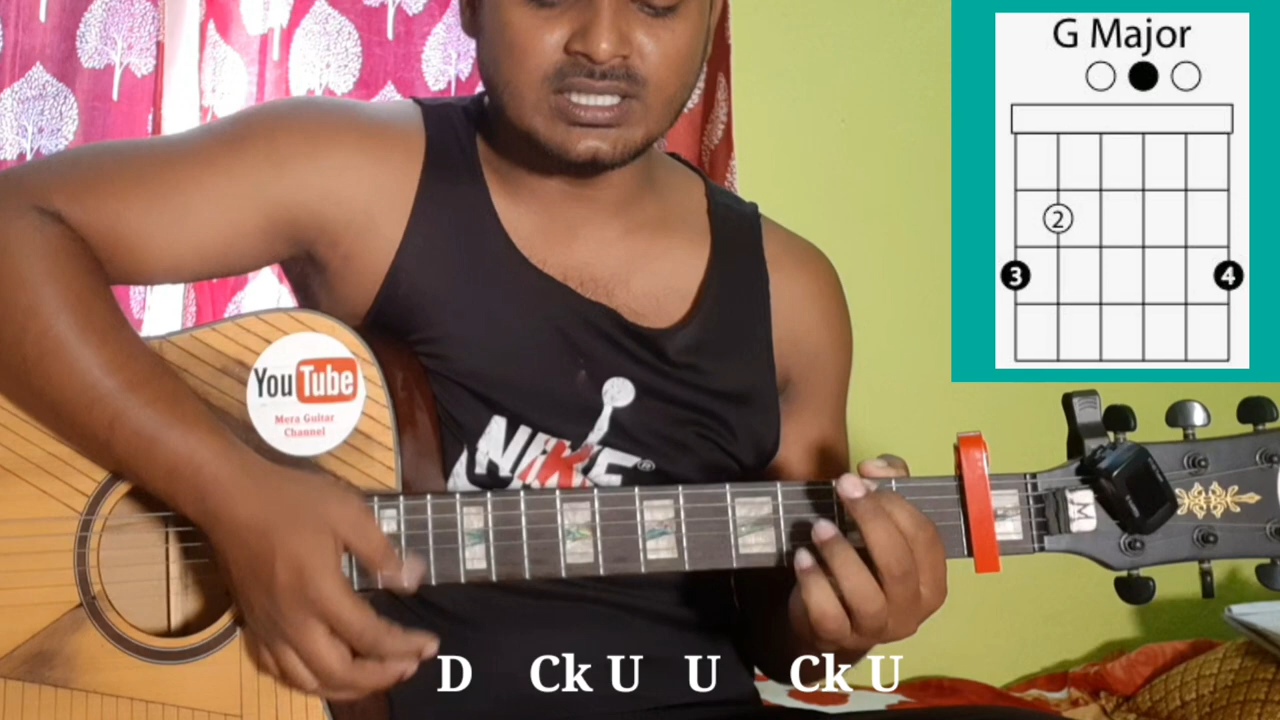 G Major
2
3 4
YouTube
Mera Guitar
Channel
NIKE®
M
D Ck U U Ck U